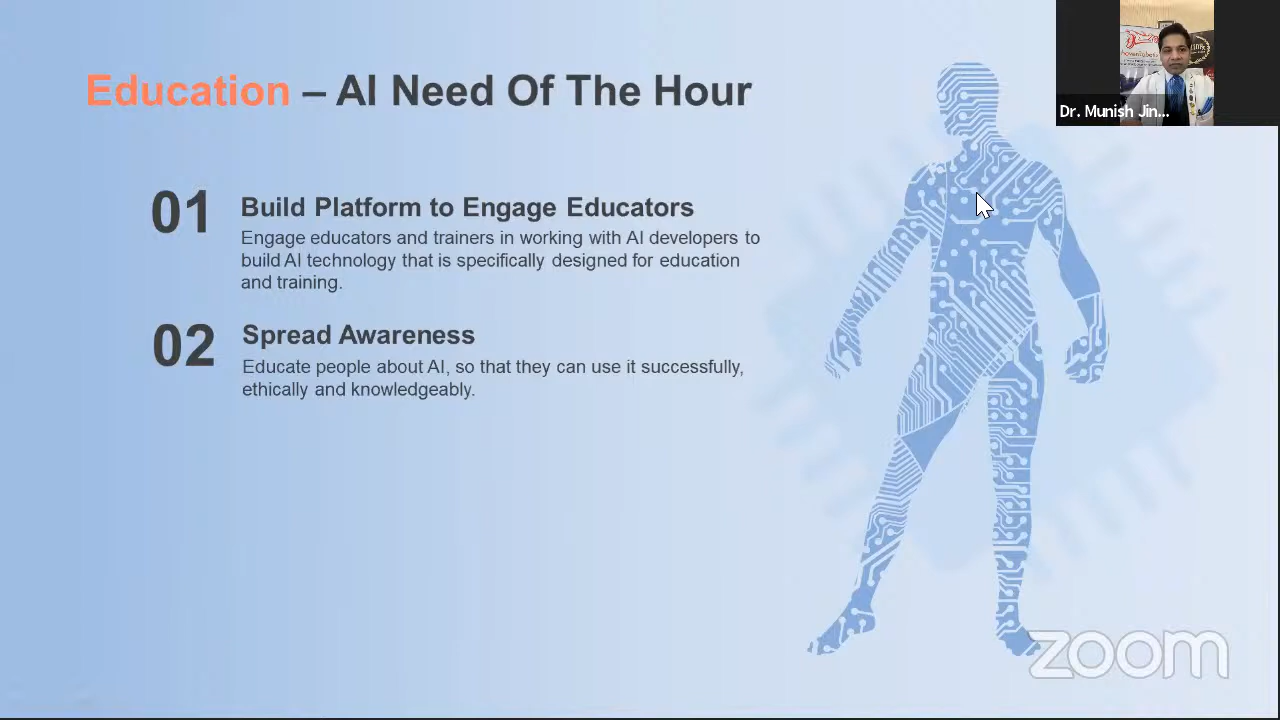 Education – AI Need Of The Hour
Dr. Munish Jin...
01
Build Platform to Engage Educators
Engage educators and trainers in working with AI developers to
build AI technology that is specifically designed for education
and training.
02
Spread Awareness
Educate people about AI, so that they can use it successfully,
ethically and knowledgeably.
zoom